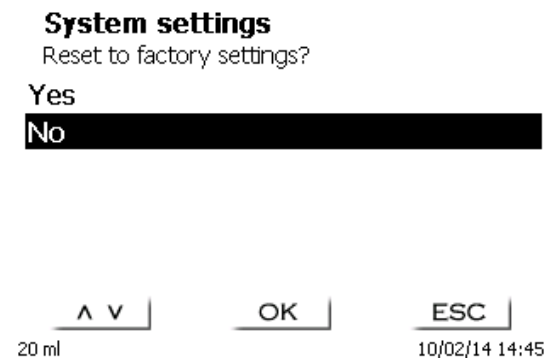 System settings
Reset to factory settings?
Yes
No
∧ ∨ OK ESC
20 ml 10/02/14 14:45